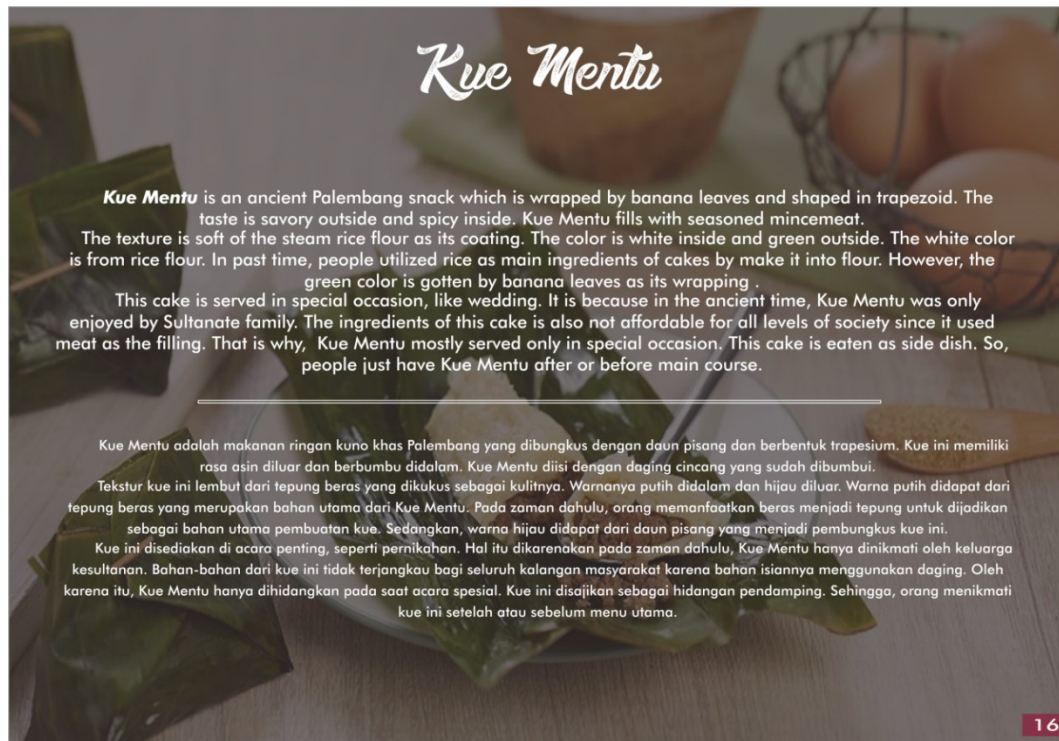 Kue Mentu
Kue Mentu is an ancient Palembang snack which is wrapped by banana leaves and shaped in trapezoid. The
taste is savory outside and spicy inside. Kue Mentu fills with seasoned mincemeat.
The texture is soft of the steam rice flour as its coating. The color is white inside and green outside. The white color
is from rice flour. In past time, people utilized rice as main ingredients of cakes by make it into flour. However, the
green color is gotten by banana leaves as its wrapping .
This cake is served in special occasion, like wedding. It is because in the ancient time, Kue Mentu was only
enjoyed by Sultanate family. The ingredients of this cake is also not affordable for all levels of society since it used
meat as the filling. That is why, Kue Mentu mostly served only in special occasion. This cake is eaten as side dish. So,
people just have Kue Mentu after or before main course.
Kue Mentu adalah makanan ringan kuno khas Palembang yang dibungkus dengan daun pisang dan berbentuk trapesium. Kue ini memiliki
rasa asin diluar dan berbumbu didalam. Kue Mentu diisi dengan daging cincang yang sudah dibumbui.
Tekstur kue ini lembut dari tepung beras yang dikukus sebagai kulitnya. Warnanya putih didalam dan hijau diluar. Warna putih didapat dari
tepung beras yang merupakan bahan utama dari Kue Mentu. Pada zaman dahulu, orang memanfaatkan beras menjadi tepung untuk dijadikan
sebagai bahan utama pembuatan kue. Sedangkan, warna hijau didapat dari daun pisang yang menjadi pembungkus kue ini.
Kue ini disediakan di acara penting, seperti pernikahan. Hal itu dikarenakan pada zaman dahulu, Kue Mentu hanya dinikmati oleh keluarga
kesultanan. Bahan-bahan dari kue ini tidak terjangkau bagi seluruh kalangan masyarakat karena bahan isiannya menggunakan daging. Oleh
karena itu, Kue Mentu hanya dihidangkan pada saat acara spesial. Kue ini disajikan sebagai hidangan pendamping. Sehingga, orang menikmati
kue ini setelah atau sebelum menu utama.
16